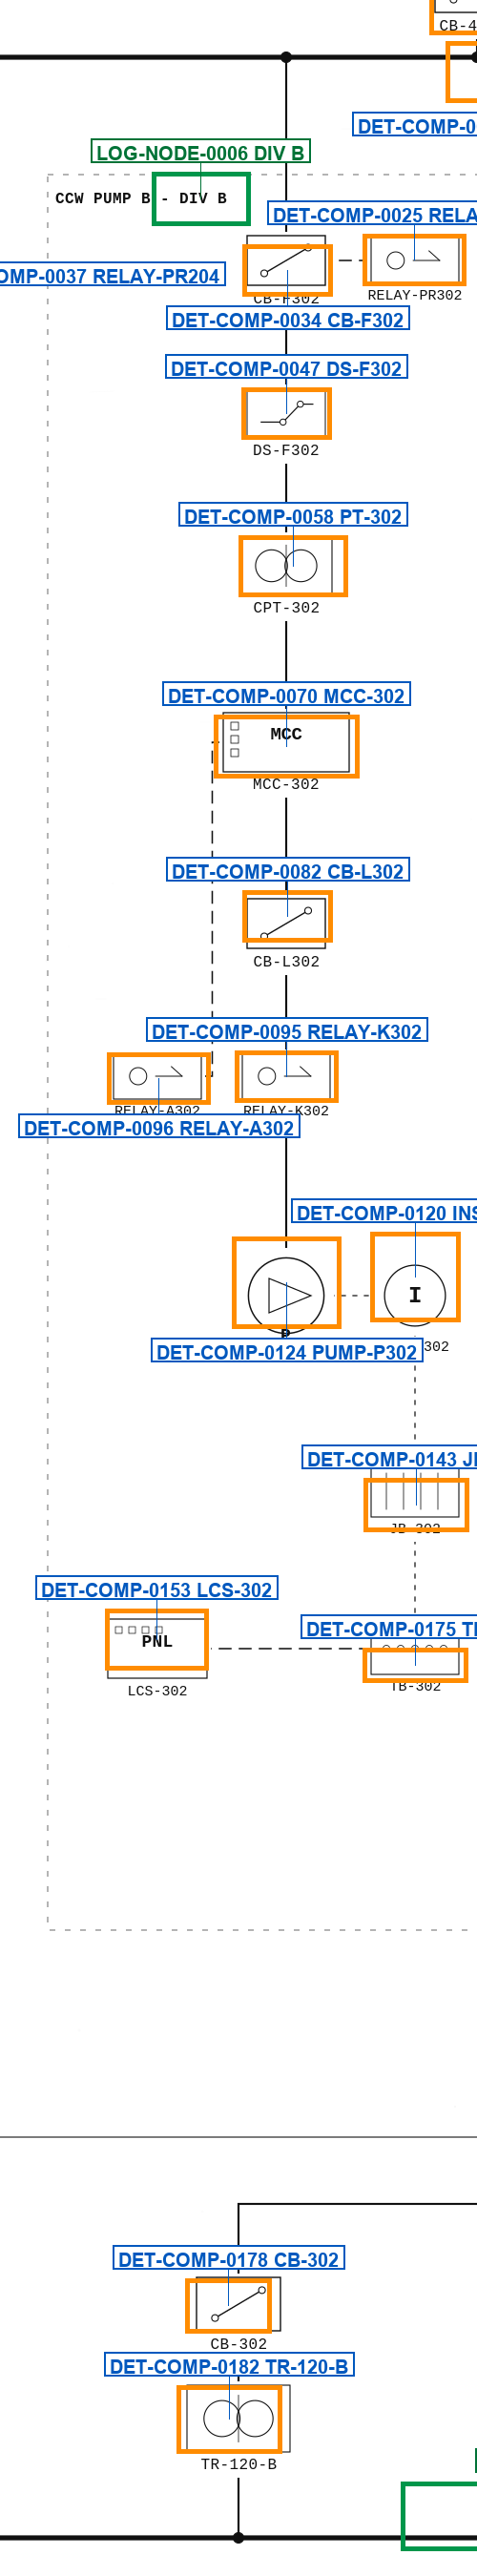 CB-4
DET-COMP-0
LOG-NODE-0006 DIV B
CCW PUMP B - DIV B
DET-COMP-0025 RELA
OMP-0037 RELAY-PR204
CB-F302
RELAY-PR302
DET-COMP-0034 CB-F302
DET-COMP-0047 DS-F302
DS-F302
DET-COMP-0058 PT-302
CPT-302
DET-COMP-0070 MCC-302
MCC
MCC-302
DET-COMP-0082 CB-L302
CB-L302
DET-COMP-0095 RELAY-K302
RELAY-A302
RELAY-K302
DET-COMP-0096 RELAY-A302
DET-COMP-0120 INS
I
P
302
DET-COMP-0124 PUMP-P302
DET-COMP-0143 J
JB-302
DET-COMP-0153 LCS-302
PNL
LCS-302
DET-COMP-0175 T
TB-302
DET-COMP-0178 CB-302
CB-302
DET-COMP-0182 TR-120-B
TR-120-B